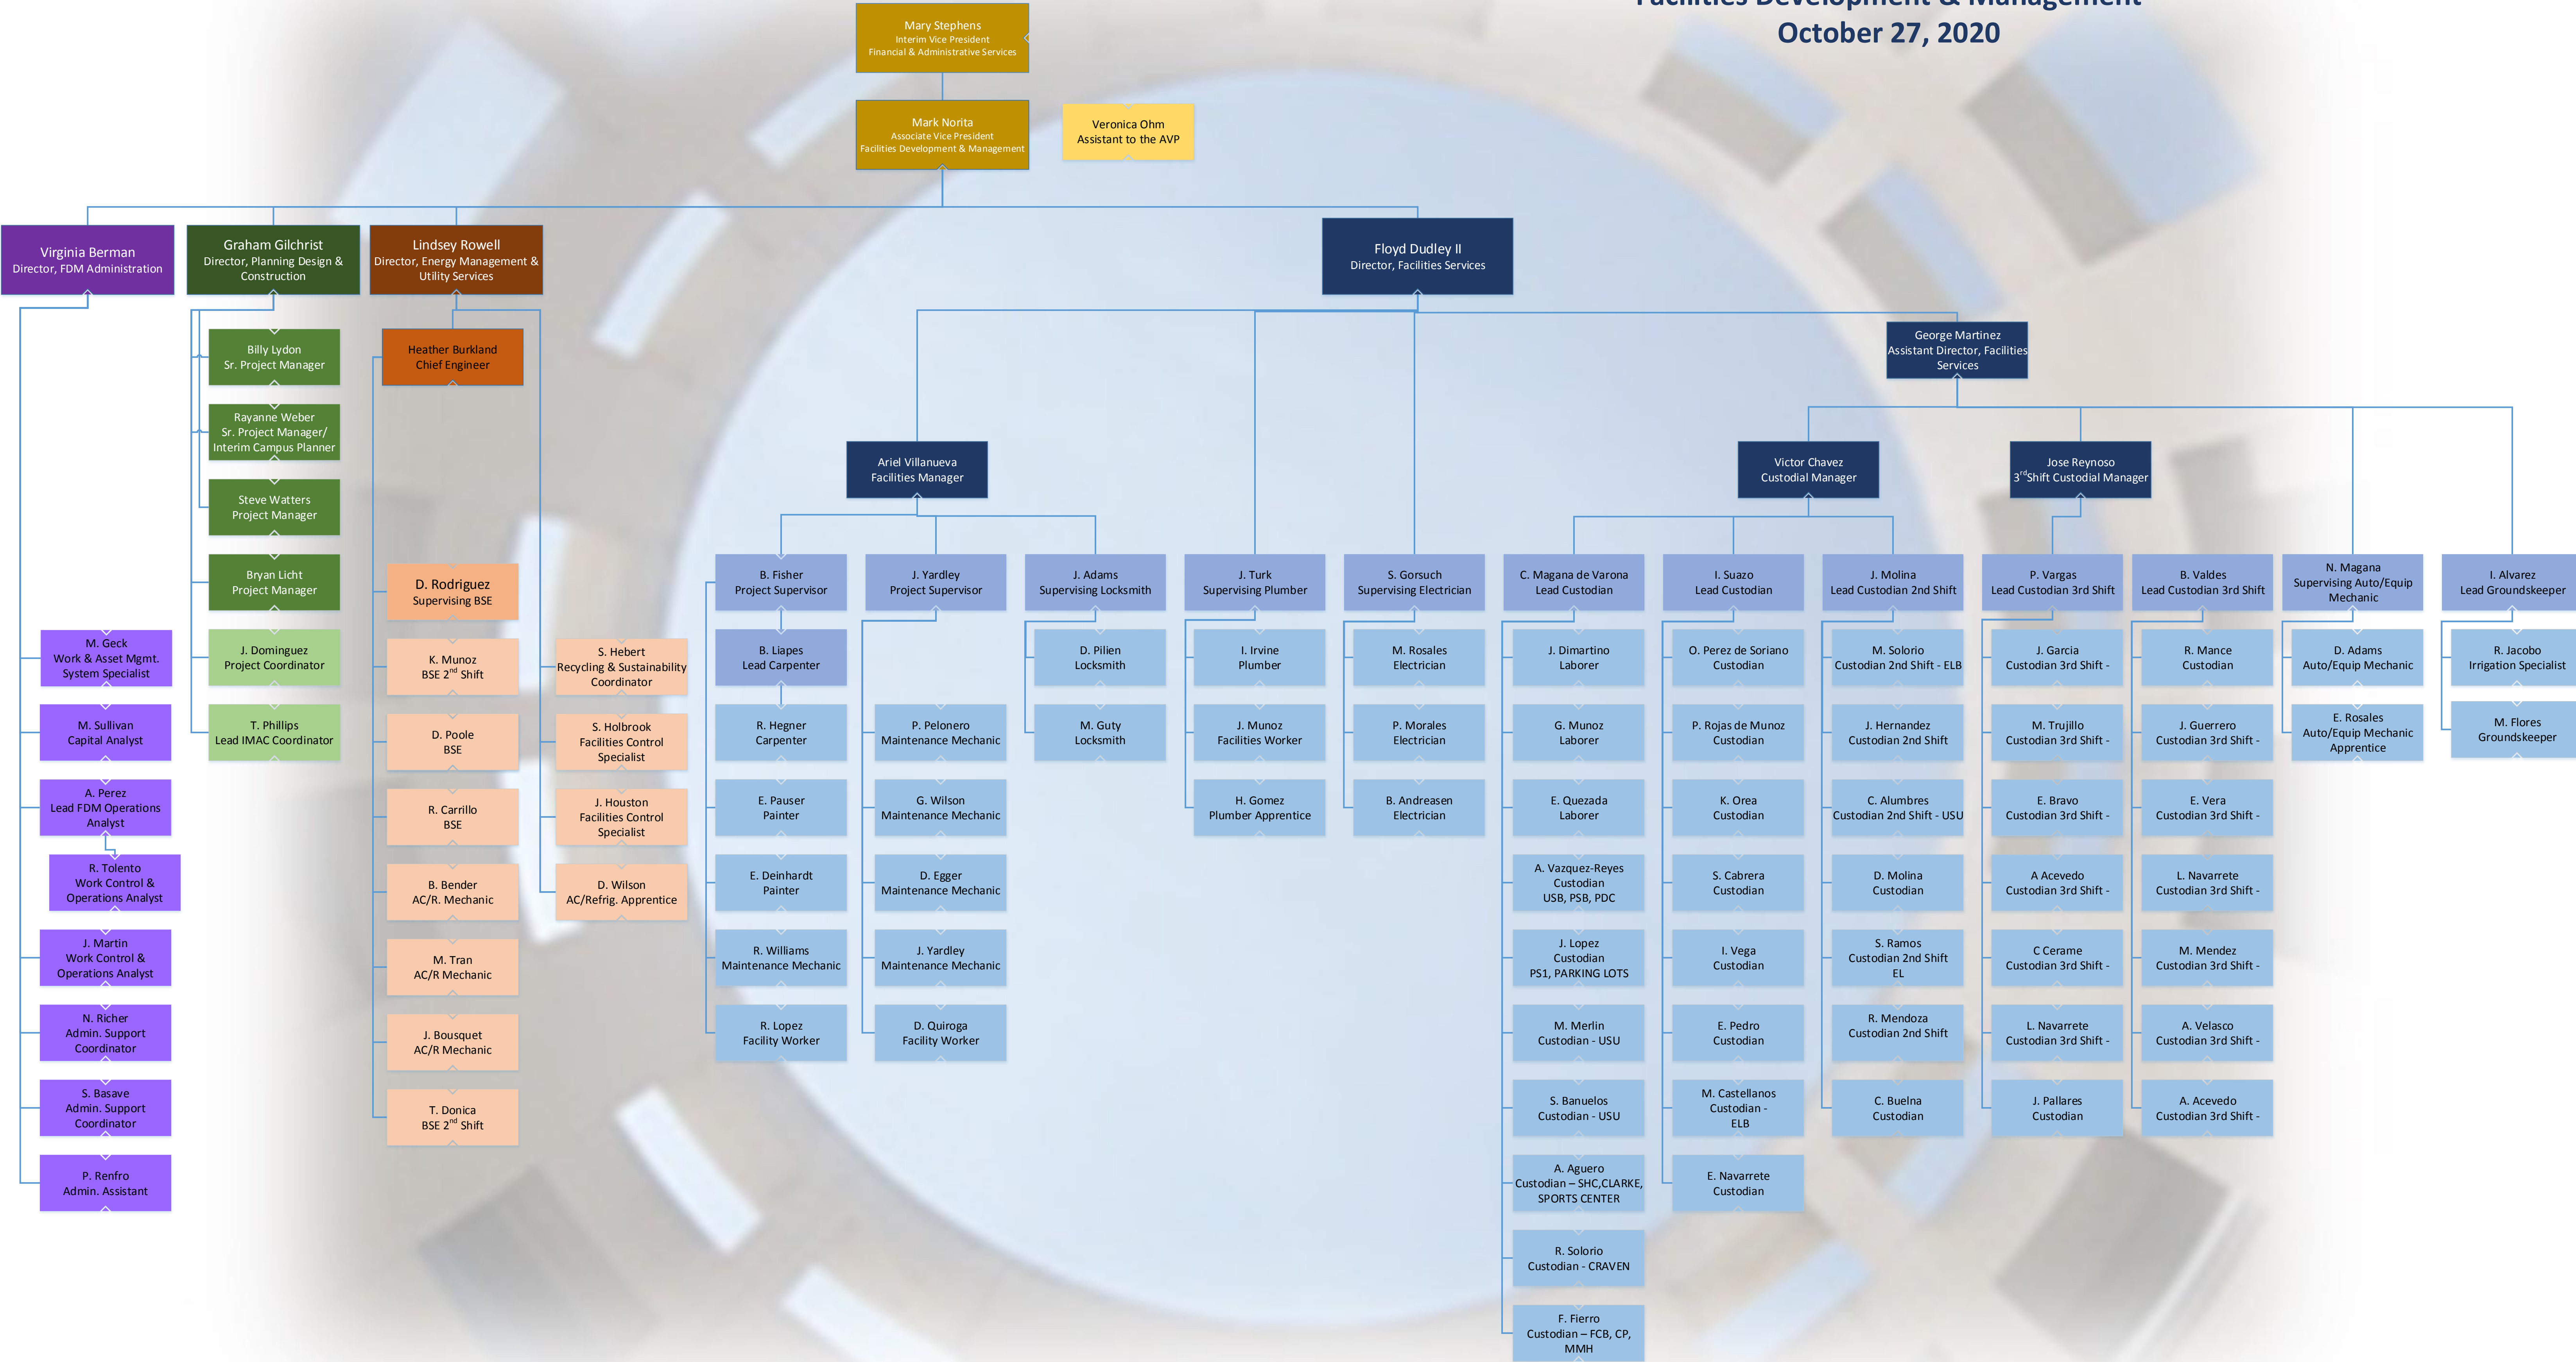 Facilities Development & Management
October 27, 2020
Mary Stephens
Interim Vice President
Financial & Administrative Services
Mark Norita
Associate Vice President
Facilities Development & Management
Veronica Ohm
Assistant to the AVP
Virginia Berman
Director, FDM Administration
Graham Gilchrist
Director, Planning Design &
Construction
Lindsey Rowell
Director, Energy Management &
Utility Services
Floyd Dudley II
Director, Facilities Services
George Martinez
Assistant Director, Facilities
Services
Ariel Villanueva
Facilities Manager
Victor Chavez
Custodial Manager
Jose Reynoso
3rdShift Custodial Manager
M. Geck
Work & Asset Mgmt.
System Specialist
M. Sullivan
Capital Analyst
A. Perez
Lead FDM Operations
Analyst
R. Tolento
Work Control &
Operations Analyst
J. Martin
Work Control &
Operations Analyst
N. Richer
Admin. Support
Coordinator
S. Basave
Admin. Support
Coordinator
P. Renfro
Admin. Assistant
Billy Lydon
Sr. Project Manager
Rayanne Weber
Sr. Project Manager/
Interim Campus Planner
Steve Watters
Project Manager
Bryan Licht
Project Manager
J. Dominguez
Project Coordinator
T. Phillips
Lead IMAC Coordinator
Heather Burkland
Chief Engineer
D. Rodriguez
Supervising BSE
K. Munoz
BSE 2nd Shift
D. Poole
BSE
R. Carrillo
BSE
B. Bender
AC/R. Mechanic
M. Tran
AC/R Mechanic
J. Bousquet
AC/R Mechanic
T. Donica
BSE 2nd Shift
S. Hebert
Recycling & Sustainability
Coordinator
S. Holbrook
Facilities Control
Specialist
J. Houston
Facilities Control
Specialist
D. Wilson
AC/Refrig. Apprentice
B. Fisher
Project Supervisor
B. Liapes
Lead Carpenter
R. Hegner
Carpenter
E. Pauser
Painter
E. Deinhardt
Painter
R. Williams
Maintenance Mechanic
R. Lopez
Facility Worker
J. Yardley
Project Supervisor
P. Pelonero
Maintenance Mechanic
G. Wilson
Maintenance Mechanic
D. Egger
Maintenance Mechanic
J. Yardley
Maintenance Mechanic
D. Quiroga
Facility Worker
J. Adams
Supervising Locksmith
D. Pilien
Locksmith
M. Guty
Locksmith
J. Turk
Supervising Plumber
I. Irvine
Plumber
J. Munoz
Facilities Worker
H. Gomez
Plumber Apprentice
S. Gorsuch
Supervising Electrician
M. Rosales
Electrician
P. Morales
Electrician
B. Andreasen
Electrician
C. Magana de Varona
Lead Custodian
J. Dimartino
Laborer
G. Munoz
Laborer
E. Quezada
Laborer
A. Vazquez-Reyes
Custodian
USB, PSB, PDC
J. Lopez
Custodian
PS1, PARKING LOTS
M. Merlin
Custodian - USU
S. Banuelos
Custodian - USU
A. Aguero
Custodian – SHC,CLARKE,
SPORTS CENTER
R. Solorio
Custodian - CRAVEN
F. Fierro
Custodian – FCB, CP,
MMH
I. Suazo
Lead Custodian
O. Perez de Soriano
Custodian
P. Rojas de Munoz
Custodian
K. Orea
Custodian
S. Cabrera
Custodian
I. Vega
Custodian
E. Pedro
Custodian
M. Castellanos
Custodian -
ELB
E. Navarrete
Custodian
J. Molina
Lead Custodian 2nd Shift
M. Solorio
Custodian 2nd Shift - ELB
J. Hernandez
Custodian 2nd Shift
C. Alumbres
Custodian 2nd Shift - USU
D. Molina
Custodian
S. Ramos
Custodian 2nd Shift
EL
R. Mendoza
Custodian 2nd Shift
C. Buelna
Custodian
P. Vargas
Lead Custodian 3rd Shift
J. Garcia
Custodian 3rd Shift -
M. Trujillo
Custodian 3rd Shift -
E. Bravo
Custodian 3rd Shift -
A Acevedo
Custodian 3rd Shift -
C Cerame
Custodian 3rd Shift -
L. Navarrete
Custodian 3rd Shift -
J. Pallares
Custodian
B. Valdes
Lead Custodian 3rd Shift
R. Mance
Custodian
J. Guerrero
Custodian 3rd Shift -
E. Vera
Custodian 3rd Shift -
L. Navarrete
Custodian 3rd Shift -
M. Mendez
Custodian 3rd Shift -
A. Velasco
Custodian 3rd Shift -
A. Acevedo
Custodian 3rd Shift -
N. Magana
Supervising Auto/Equip
Mechanic
D. Adams
Auto/Equip Mechanic
E. Rosales
Auto/Equip Mechanic
Apprentice
I. Alvarez
Lead Groundskeeper
R. Jacobo
Irrigation Specialist
M. Flores
Groundskeeper